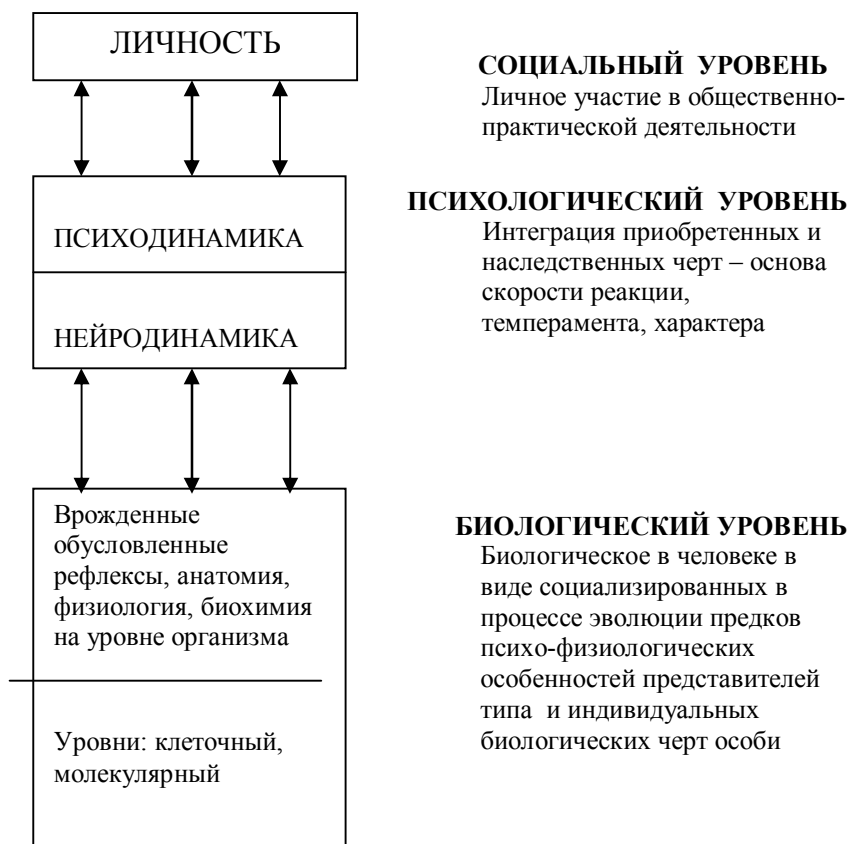 ЛИЧНОСТЬ
СОЦИАЛЬНЫЙ УРОВЕНЬ
Личное участие в общественно-
практической деятельности
ПСИХОДИНАМИКА
НЕЙРОДИНАМИКА
ПСИХОЛОГИЧЕСКИЙ УРОВЕНЬ
Интеграция приобретенных и
наследственных черт – основа
скорости реакции,
темперамента, характера
Врожденные
обусловленные
рефлексы, анатомия,
физиология, биохимия
на уровне организма
Уровни: клеточный,
молекулярный
БИОЛОГИЧЕСКИЙ УРОВЕНЬ
Биологическое в человеке в
виде социализированных в
процессе эволюции предков
психо-физиологических
особенностей представителей
типа и индивидуальных
биологических черт особи